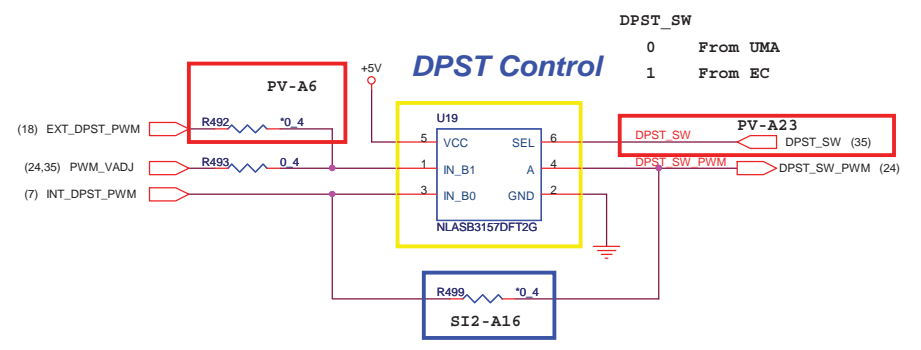 DPST_SW
0 From UMA
1 From EC
DPST Control
+5V
PV-A6
R492 *0_4
(18) EXT_DPST_PWM
U19
PV-A23
5 VCC SEL 6 DPST_SW DPST_SW (35)
(24,35) PWM_VADJ R493 0_4
1 IN_B1 A 4 DPST_SW_PWM DPST_SW_PWM (24)
(7) INT_DPST_PWM
3 IN_B0 GND 2
NLASB3157DFT2G
R499 *0_4
SI2-A16